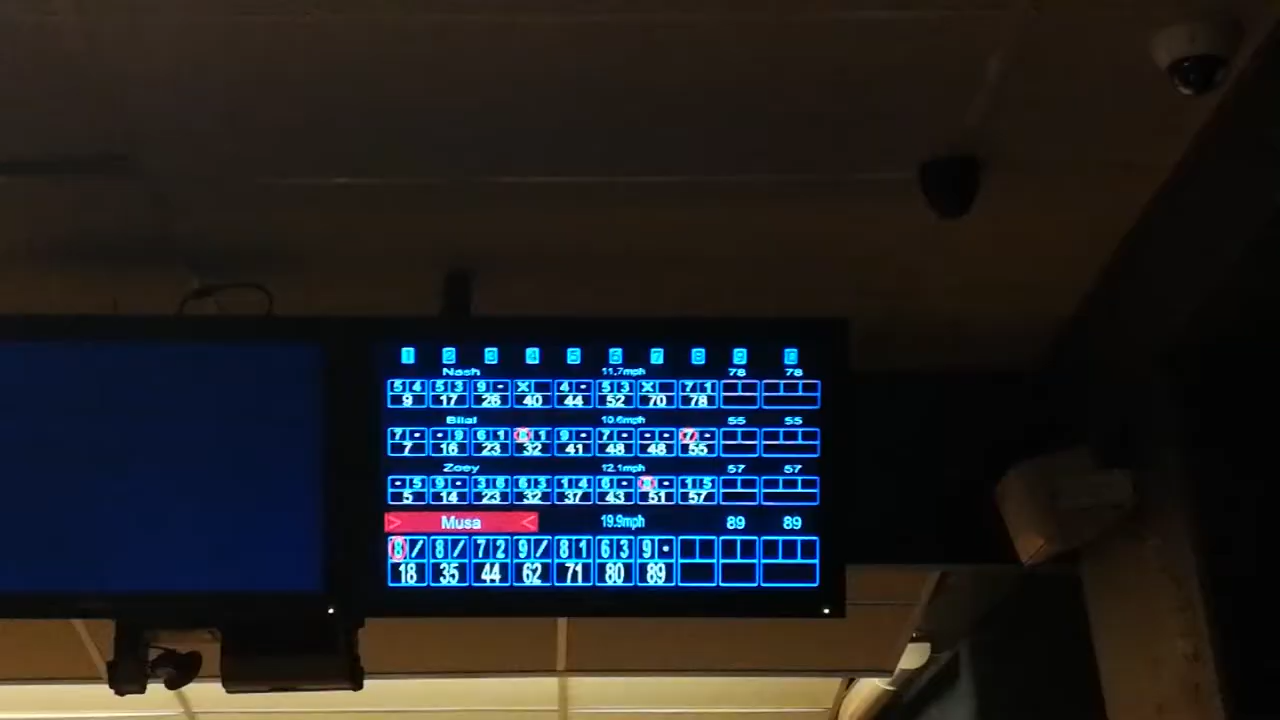 1 2 3 4 5 6 7 8 9 10
Nash 11.7mph 78 78
5 4 5 3 9 - X 4 - 5 3 X 7 1
9 17 26 40 44 52 70 78
Bilal 10.6mph 55 55
7 - - 9 6 1 8 1 9 - 7 - - - 7 -
7 16 23 32 41 48 48 55
Zoey 12.1mph 57 57
- 5 9 - 3 6 6 3 1 4 6 - 8 - 1 5
5 14 23 32 37 43 51 57
> Musa < 19.9mph 89 89
8 / 8 / 7 2 9 / 8 1 6 3 9 -
18 35 44 62 71 80 89